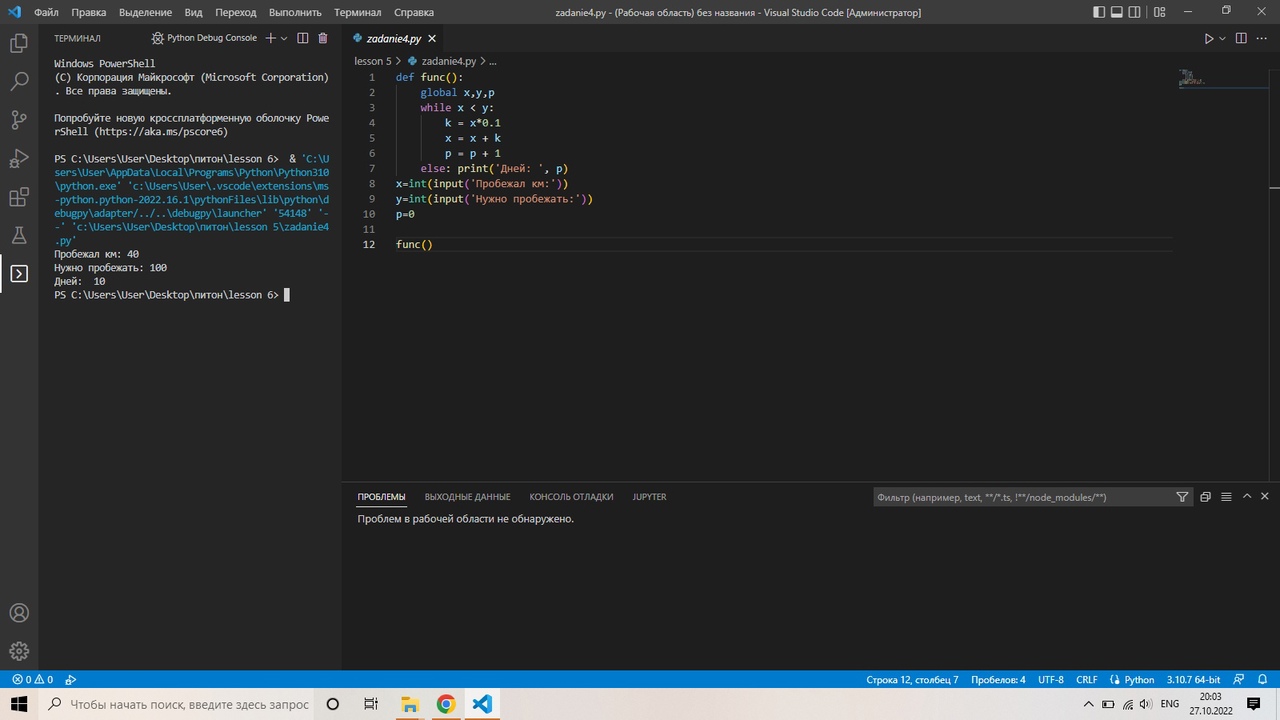 Файл Правка Выделение Вид Переход Выполнить Терминал Справка
zadanie4.py - (Рабочая область) без названия - Visual Studio Code [Администратор]
ТЕРМИНАЛ
Python Debug Console
Windows PowerShell
(C) Корпорация Майкрософт (Microsoft Corporation)
. Все права защищены.
Попробуйте новую кроссплатформенную оболочку Powe
rShell (https://aka.ms/pscore6)
PS C:\Users\User\Desktop\питон\lesson 6>  & 'C:\U
sers\User\AppData\Local\Programs\Python\Python310
\python.exe' 'c:\Users\User\.vscode\extensions\ms
-python.python-2022.16.1\pythonFiles\lib\python\d
ebugpy\adapter/../..\debugpy\launcher' '54148' '-
-' 'c:\Users\User\Desktop\питон\lesson 5\zadanie4
.py'
Пробежал км: 40
Нужно пробежать: 100
Дней:  10
PS C:\Users\User\Desktop\питон\lesson 6>
zadanie4.py
lesson 5 > zadanie4.py > ...
1 def func():
2 global x,y,p
3 while x < y:
4 k = x*0.1
5 x = x + k
6 p = p + 1
7 else: print('Дней: ', p)
8 x=int(input('Пробежал км:'))
9 y=int(input('Нужно пробежать:'))
10 p=0
11
12 func()
ПРОБЛЕМЫ ВЫХОДНЫЕ ДАННЫЕ КОНСОЛЬ ОТЛАДКИ JUPYTER
Фильтр (например, text, **/*.ts, !**/node_modules/**)
Проблем в рабочей области не обнаружено.
0 0
Строка 12, столбец 7 Пробелов: 4 UTF-8 CRLF Python 3.10.7 64-bit
Чтобы начать поиск, введите здесь запрос
ENG
20:03
27.10.2022